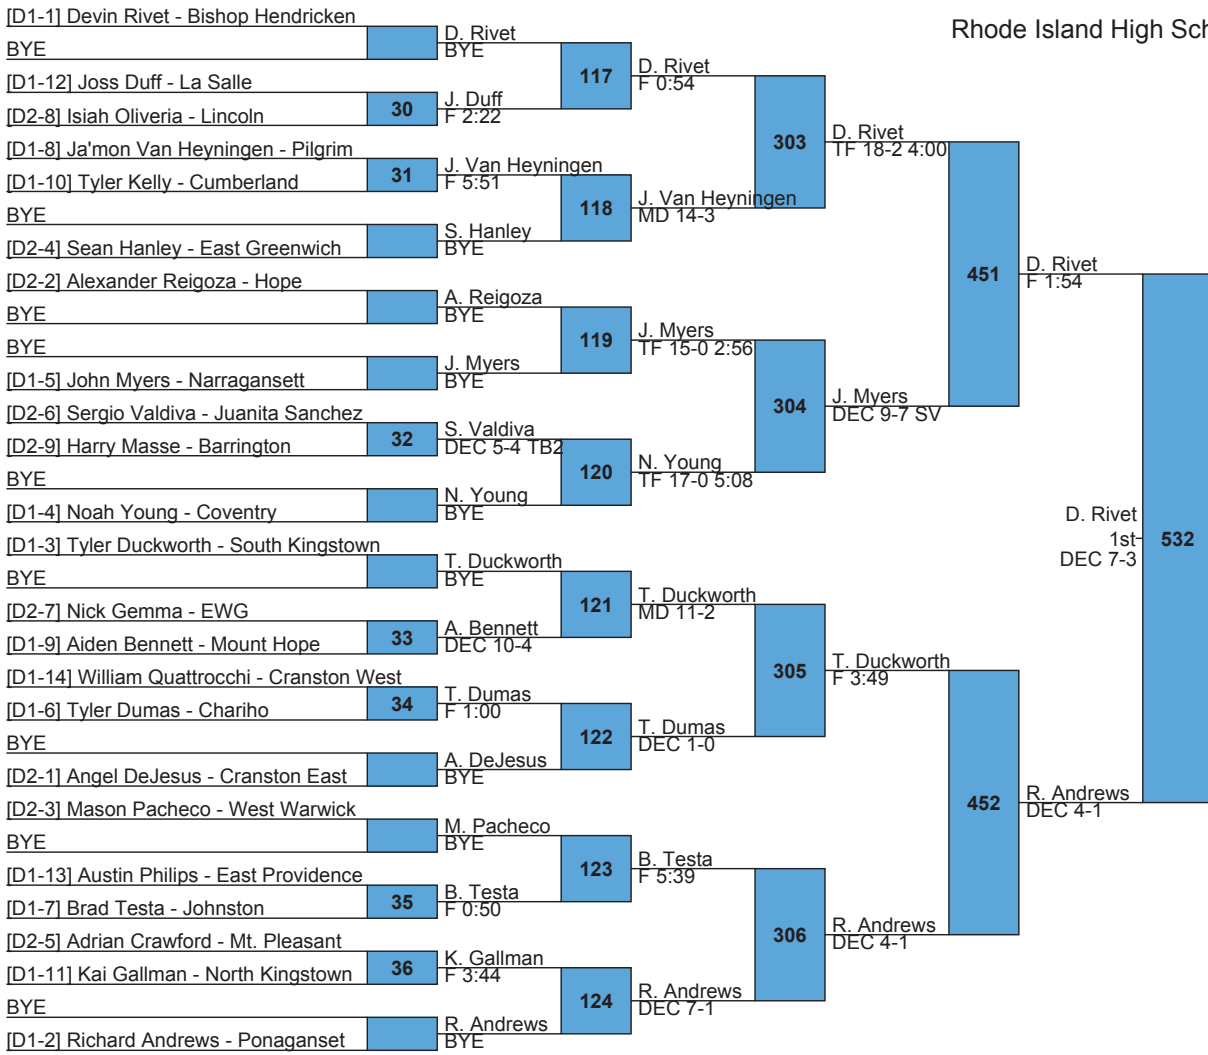 Rhode Island High Sch
[D1-1] Devin Rivet - Bishop Hendricken
BYE
[D1-12] Joss Duff - La Salle
[D2-8] Isiah Oliveria - Lincoln
[D1-8] Ja'mon Van Heyningen - Pilgrim
[D1-10] Tyler Kelly - Cumberland
BYE
[D2-4] Sean Hanley - East Greenwich
[D2-2] Alexander Reigoza - Hope
BYE
BYE
[D1-5] John Myers - Narragansett
[D2-6] Sergio Valdiva - Juanita Sanchez
[D2-9] Harry Masse - Barrington
BYE
[D1-4] Noah Young - Coventry
[D1-3] Tyler Duckworth - South Kingstown
BYE
[D2-7] Nick Gemma - EWG
[D1-9] Aiden Bennett - Mount Hope
[D1-14] William Quattrocchi - Cranston West
[D1-6] Tyler Dumas - Chariho
BYE
[D2-1] Angel DeJesus - Cranston East
[D2-3] Mason Pacheco - West Warwick
BYE
[D1-13] Austin Philips - East Providence
[D1-7] Brad Testa - Johnston
[D2-5] Adrian Crawford - Mt. Pleasant
[D1-11] Kai Gallman - North Kingstown
BYE
[D1-2] Richard Andrews - Ponaganset
30
31
32
33
34
35
36
D. Rivet
BYE
J. Duff
F 2:22
J. Van Heyningen
F 5:51
S. Hanley
BYE
A. Reigoza
BYE
J. Myers
BYE
S. Valdiva
DEC 5-4 TB2
N. Young
BYE
T. Duckworth
BYE
A. Bennett
DEC 10-4
T. Dumas
F 1:00
A. DeJesus
BYE
M. Pacheco
BYE
B. Testa
F 0:50
K. Gallman
F 3:44
R. Andrews
BYE
117
118
119
120
121
122
123
124
D. Rivet
F 0:54
J. Van Heyningen
MD 14-3
J. Myers
TF 15-0 2:56
N. Young
TF 17-0 5:08
T. Duckworth
MD 11-2
T. Dumas
DEC 1-0
B. Testa
F 5:39
R. Andrews
DEC 7-1
303
304
305
306
D. Rivet
TF 18-2 4:00
J. Myers
DEC 9-7 SV
T. Duckworth
F 3:49
R. Andrews
DEC 4-1
451
452
D. Rivet
F 1:54
R. Andrews
DEC 4-1
532
D. Rivet
1st
DEC 7-3